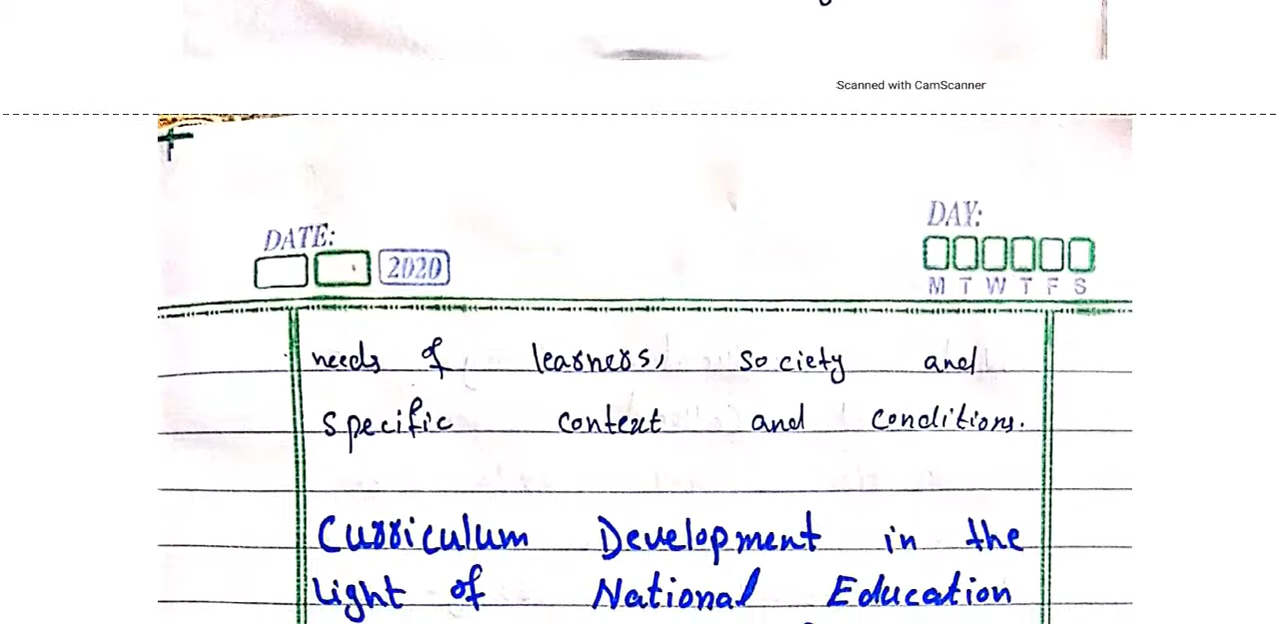 Scanned with CamScanner
DATE:
2020
DAY:
M T W T F S
needs of learners, society and
specific context and conditions.
Curriculum Development in the
Light of National Education